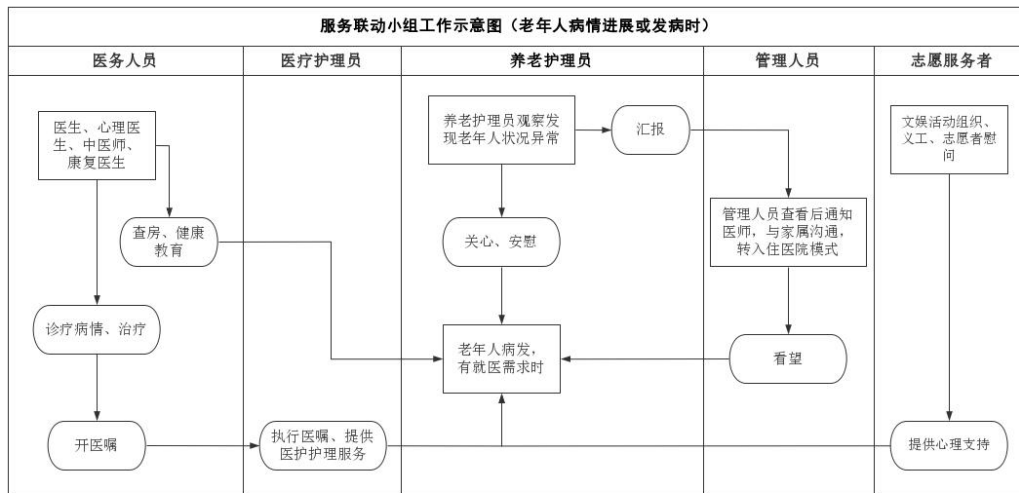 服务联动小组工作示意图（老年人病情进展或发病时）
医务人员
医疗护理员
养老护理员
管理人员
志愿服务者
医生、心理医
生、中医师、
康复医生
养老护理员观察发
现老年人状况异常
汇报
文娱活动组织、
义工、志愿者慰
问
查房、健康
教育
关心、安慰
管理人员查看后通知
医师，与家属沟通，
转入住医院模式
诊疗病情、治疗
老年人病发，
有就医需求时
看望
开医嘱
执行医嘱、提供
医护护理服务
提供心理支持